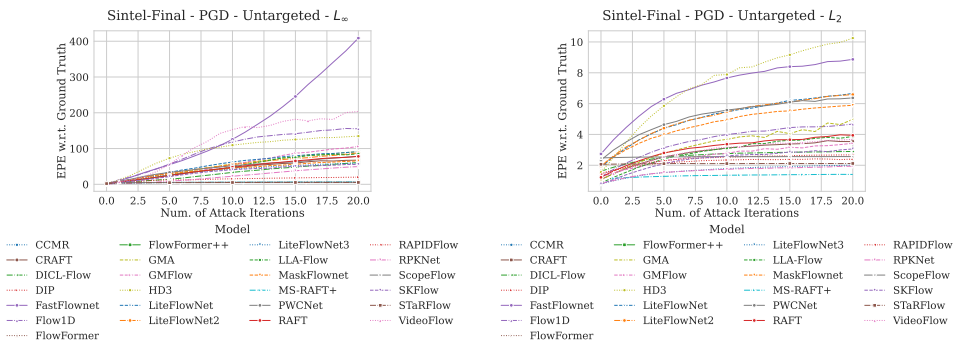 Sintel-Final - PGD - Untargeted - L∞
EPE w.r.t. Ground Truth
400
300
200
100
0
0.0 2.5 5.0 7.5 10.0 12.5 15.0 17.5 20.0
Num. of Attack Iterations
Model
CCMR FlowFormer++ LiteFlowNet3 RAPIDFlow
CRAFT GMA LLA-Flow RPKNet
DICL-Flow GMFlow MaskFlownet ScopeFlow
DIP HD3 MS-RAFT+ SKFlow
FastFlownet LiteFlowNet PWCNet STaRFlow
Flow1D LiteFlowNet2 RAFT VideoFlow
FlowFormer
Sintel-Final - PGD - Untargeted - L2
EPE w.r.t. Ground Truth
10
8
6
4
2
0.0 2.5 5.0 7.5 10.0 12.5 15.0 17.5 20.0
Num. of Attack Iterations
Model
CCMR FlowFormer++ LiteFlowNet3 RAPIDFlow
CRAFT GMA LLA-Flow RPKNet
DICL-Flow GMFlow MaskFlownet ScopeFlow
DIP HD3 MS-RAFT+ SKFlow
FastFlownet LiteFlowNet PWCNet STaRFlow
Flow1D LiteFlowNet2 RAFT VideoFlow
FlowFormer